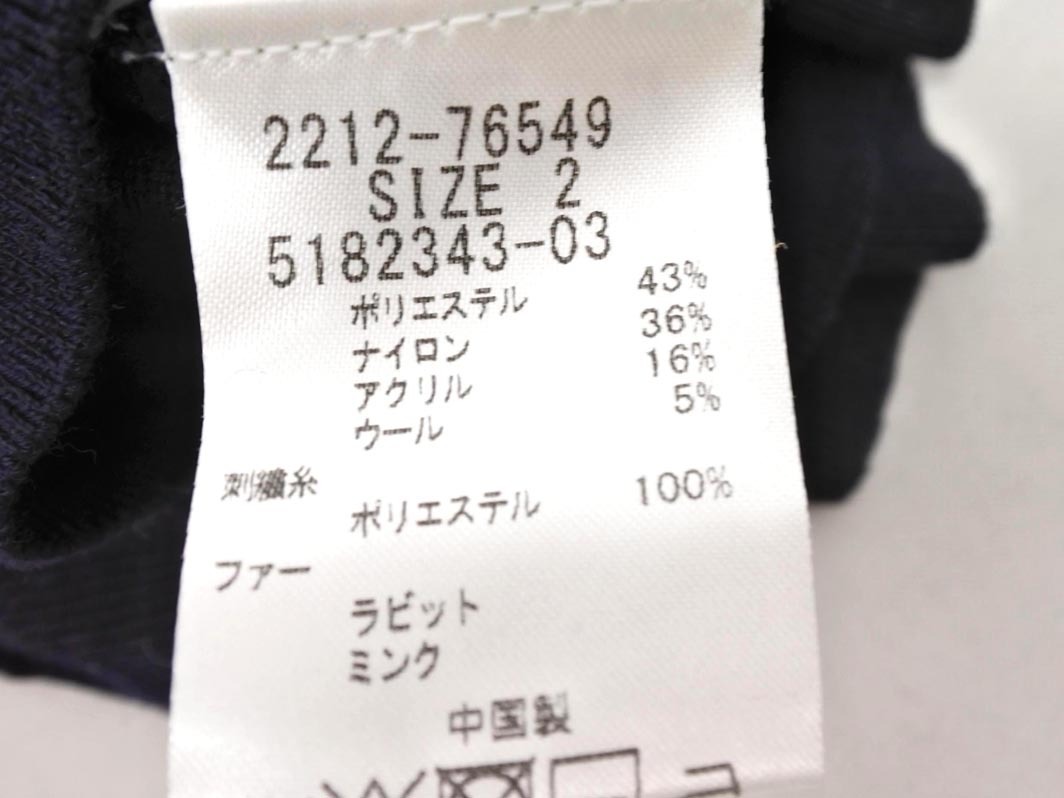 2212-76549
SIZE 2
5182343-03
ポリエステル 43%
ナイロン 36%
アクリル 16%
ウール 5%
刺繍糸
ポリエステル 100%
ファー
ラビット
ミンク
中国製